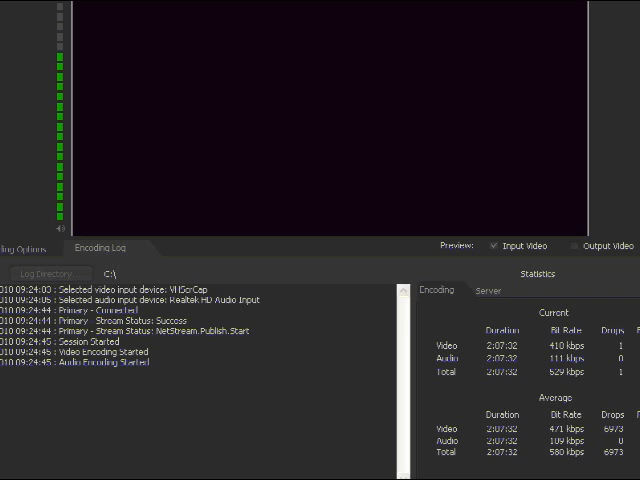 ding Options
Encoding Log
Preview:
Input Video
Output Video
Log Directory...
C:\
Statistics
010 09:24:03 : Selected video input device: VHScrCap
010 09:24:05 : Selected audio input device: Realtek HD Audio Input
010 09:24:44 : Primary - Connected
010 09:24:44 : Primary - Stream Status: Success
010 09:24:44 : Primary - Stream Status: NetStream.Publish.Start
010 09:24:45 : Session Started
010 09:24:45 : Video Encoding Started
010 09:24:45 : Audio Encoding Started
Encoding
Server
Current
Duration Bit Rate Drops
Video 2:07:32 418 kbps 1
Audio 2:07:32 111 kbps 0
Total 2:07:32 529 kbps 1
Average
Duration Bit Rate Drops
Video 2:07:32 471 kbps 6973
Audio 2:07:32 109 kbps 0
Total 2:07:32 580 kbps 6973